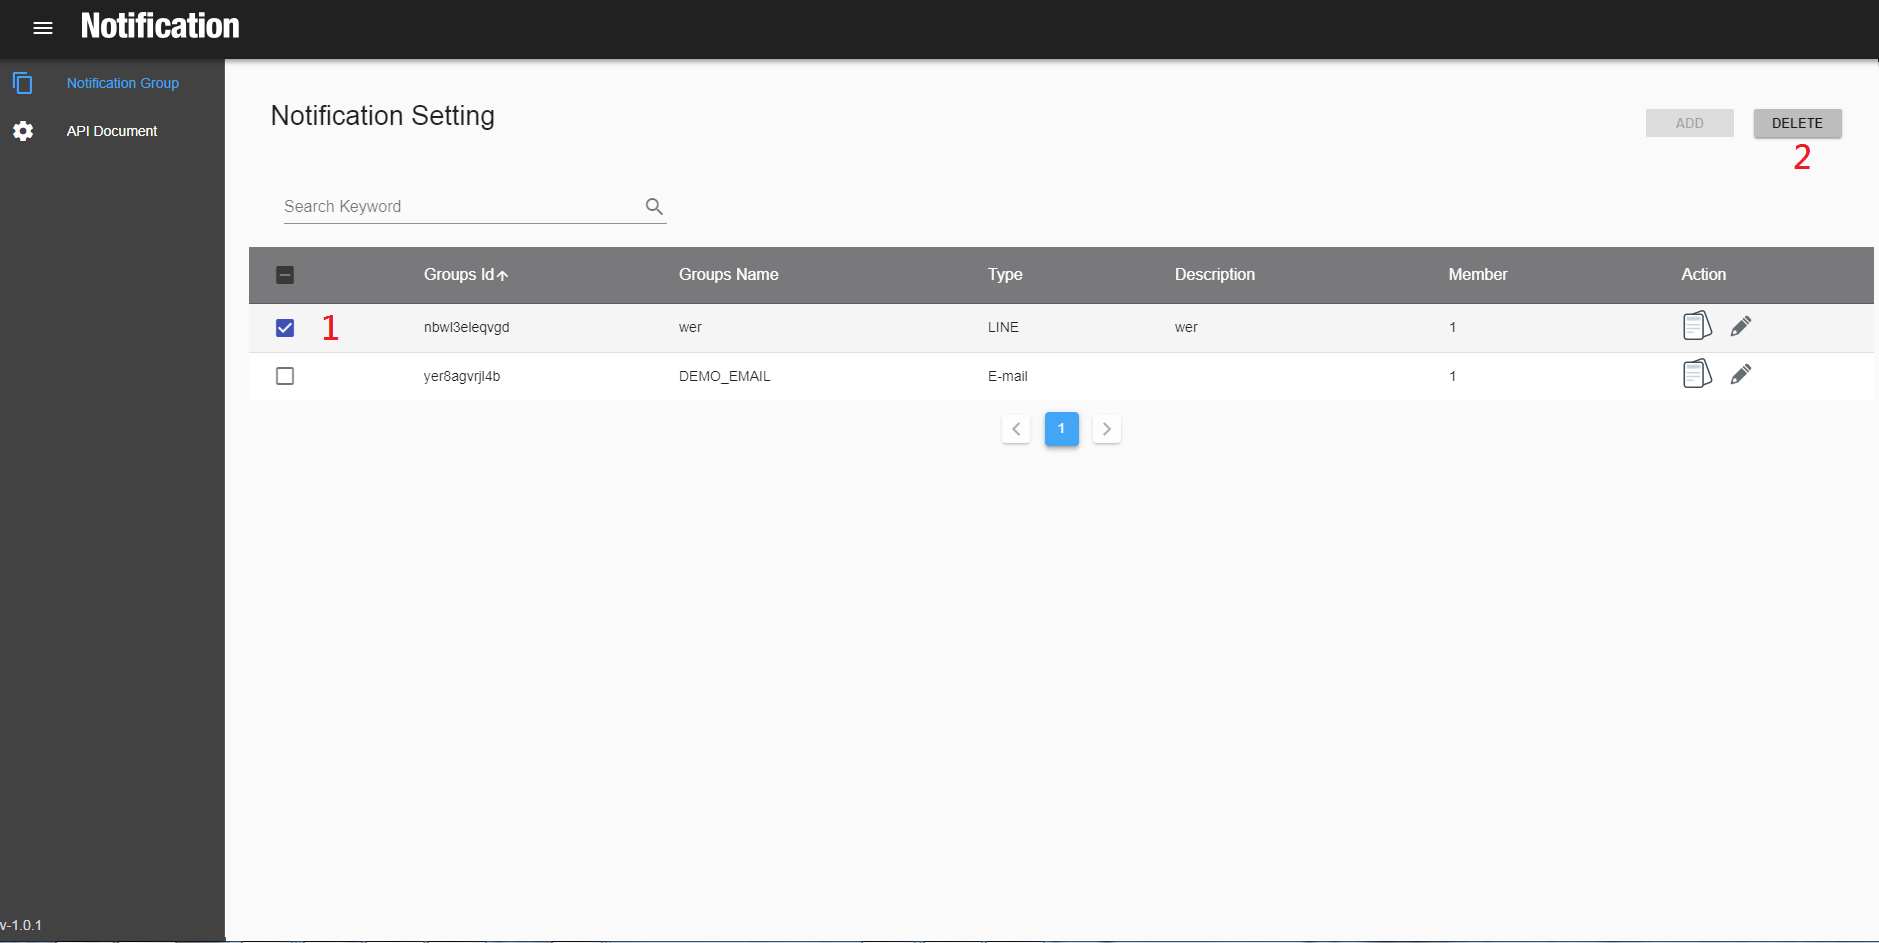 Notification
Notification Group
API Document
Notification Setting
ADD
DELETE
2
Search Keyword
Groups Id Groups Name Type Description Member Action
1 nbwl3eleqvgd wer LINE wer 1
yer8agvrjl4b DEMO_EMAIL E-mail 1
1
v-1.0.1